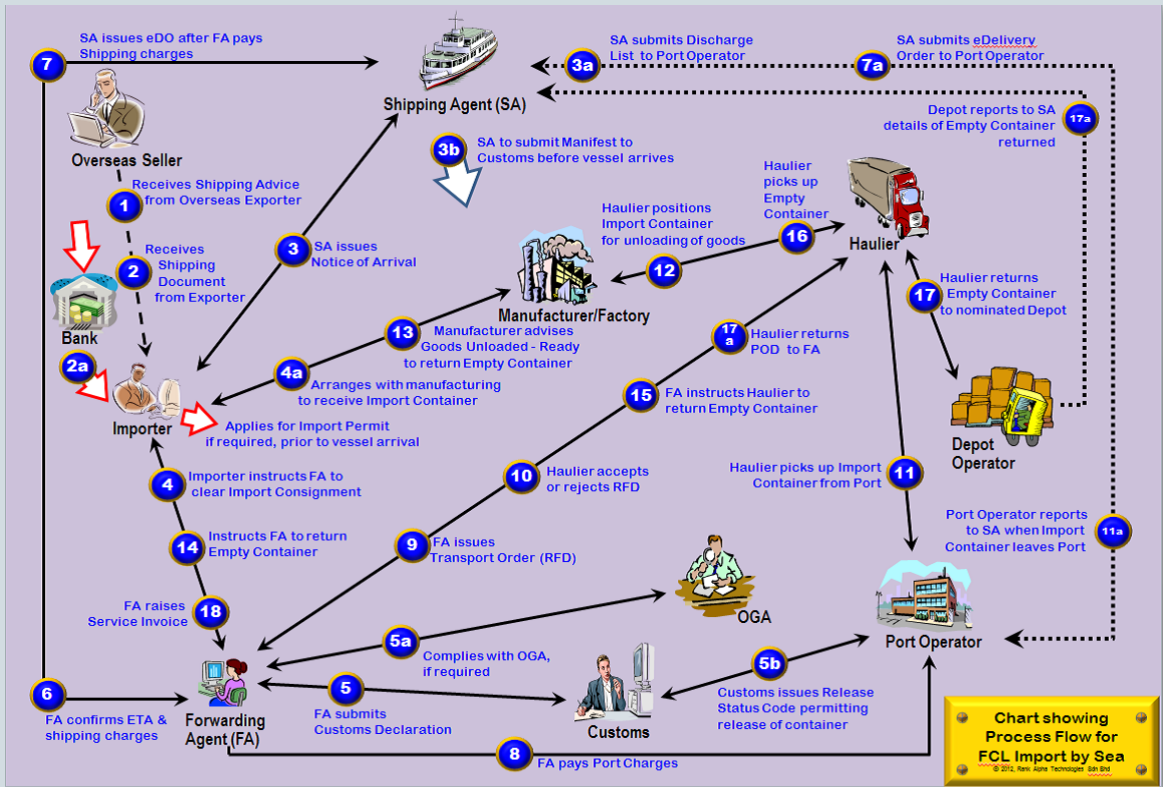 7
SA issues eDO after FA pays
Shipping charges
Overseas Seller
Shipping Agent (SA)
3a
SA submits Discharge
List to Port Operator
7a
SA submits eDelivery
Order to Port Operator
17a
Depot reports to SA
details of Empty Container
returned
3b
SA to submit Manifest to
Customs before vessel arrives
1
Receives Shipping Advice
from Overseas Exporter
2
Receives
Shipping
Document
from Exporter
3
SA issues
Notice of Arrival
Haulier
picks up
Empty
Container
16
Haulier
Haulier positions
Import Container
for unloading of goods
12
Manufacturer/Factory
17
Haulier returns
Empty Container
to nominated Depot
Bank
2a
Importer
Applies for Import Permit
if required, prior to vessel arrival
13
Manufacturer advises
Goods Unloaded - Ready
to return Empty Container
4a
Arranges with manufacturing
to receive Import Container
17
a
Haulier returns
POD to FA
15
FA instructs Haulier to
return Empty Container
Depot
Operator
4
Importer instructs FA to
clear Import Consignment
10
Haulier accepts
or rejects RFD
Haulier picks up Import
Container from Port
11
14
Instructs FA to return
Empty Container
9
FA issues
Transport Order (RFD)
Port Operator reports
to SA when Import
Container leaves Port
11a
FA raises
Service Invoice
18
OGA
5a
Complies with OGA,
if required
Port Operator
5b
Customs issues Release
Status Code permitting
release of container
6
FA confirms ETA &
shipping charges
Forwarding
Agent (FA)
5
FA submits
Customs Declaration
Customs
8
FA pays Port Charges
Chart showing
Process Flow for
FCL Import by Sea
© 2012, Rank Alpha Technologies Sdn Bhd